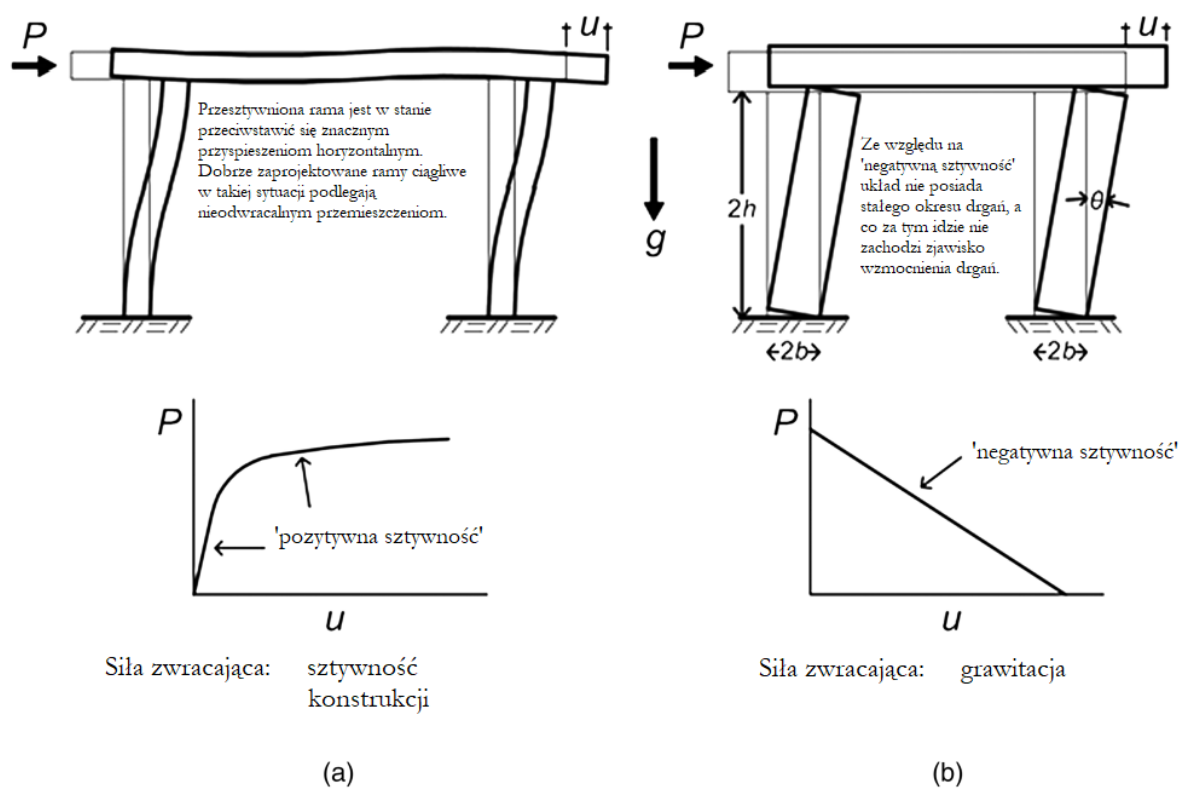 P
u
Przesztywniona rama jest w stanie
przeciwstawić się znacznym
przyspieszeniom horyzontalnym.
Dobrze zaprojektowane ramy ciągliwe
w takiej sytuacji podlegają
nieodwracalnym przemieszczeniom.
P
u
g
2h
Ze względu na
'negatywną sztywność'
układ nie posiada
stałego okresu drgań, a
co za tym idzie nie
zachodzi zjawisko
wzmocnienia drgań.
θ
2b
2b
P
'pozytywna sztywność'
u
Siła zwracająca: sztywność
konstrukcji
(a)
P
'negatywna sztywność'
u
Siła zwracająca: grawitacja
(b)